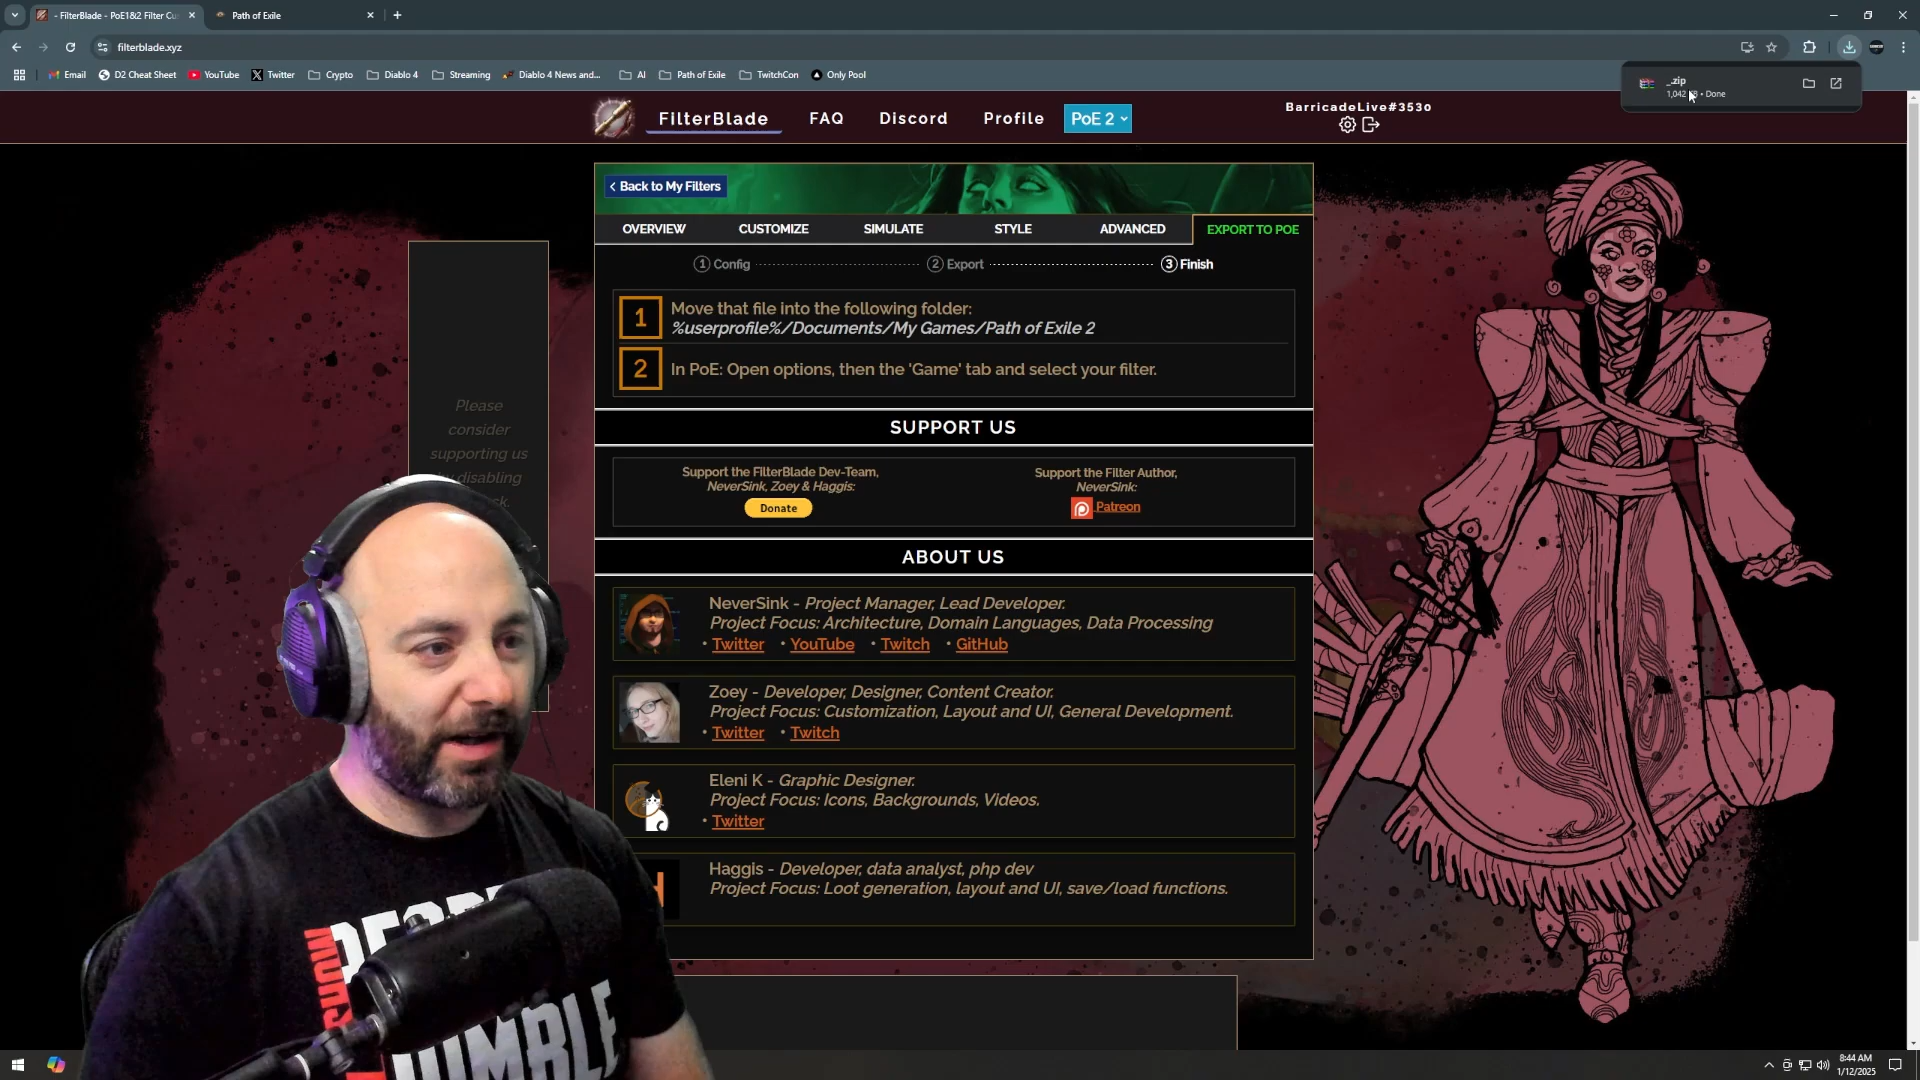 - FilterBlade - PoE1&2 Filter Cu
Path of Exile
filterblade.xyz
Email
D2 Cheat Sheet
YouTube
Twitter
Crypto
Diablo 4
Streaming
Diablo 4 News and...
AI
Path of Exile
TwitchCon
Only Pool
_.zip
1,042
• Done
FilterBlade
FAQ
Discord
Profile
PoE 2
BarricadeLive#3530
Back to My Filters
OVERVIEW
CUSTOMIZE
SIMULATE
STYLE
ADVANCED
EXPORT TO POE
1 Config
2 Export
3 Finish
1
Move that file into the following folder:
%userprofile%/Documents/My Games/Path of Exile 2
2
In PoE: Open options, then the 'Game' tab and select your filter.
Please
consider
supporting us
disabling
SUPPORT US
Support the FilterBlade Dev-Team,
NeverSink, Zoey & Haggis:
Donate
Support the Filter Author,
NeverSink:
Patreon
ABOUT US
NeverSink - Project Manager, Lead Developer.
Project Focus: Architecture, Domain Languages, Data Processing
• Twitter • YouTube • Twitch • GitHub
Zoey - Developer, Designer, Content Creator.
Project Focus: Customization, Layout and UI, General Development.
• Twitter • Twitch
Eleni K - Graphic Designer.
Project Focus: Icons, Backgrounds, Videos.
• Twitter
Haggis - Developer, data analyst, php dev
Project Focus: Loot generation, layout and UI, save/load functions.
8:44 AM
1/12/2025